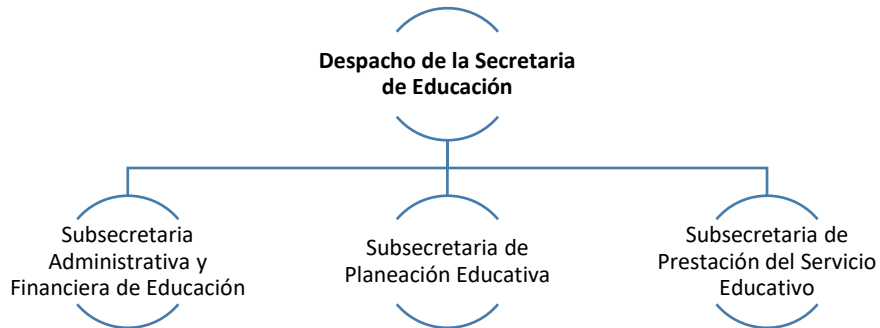 Despacho de la Secretaria
de Educación
Subsecretaria
Administrativa y
Financiera de Educación
Subsecretaria de
Planeación Educativa
Subsecretaria de
Prestación del Servicio
Educativo